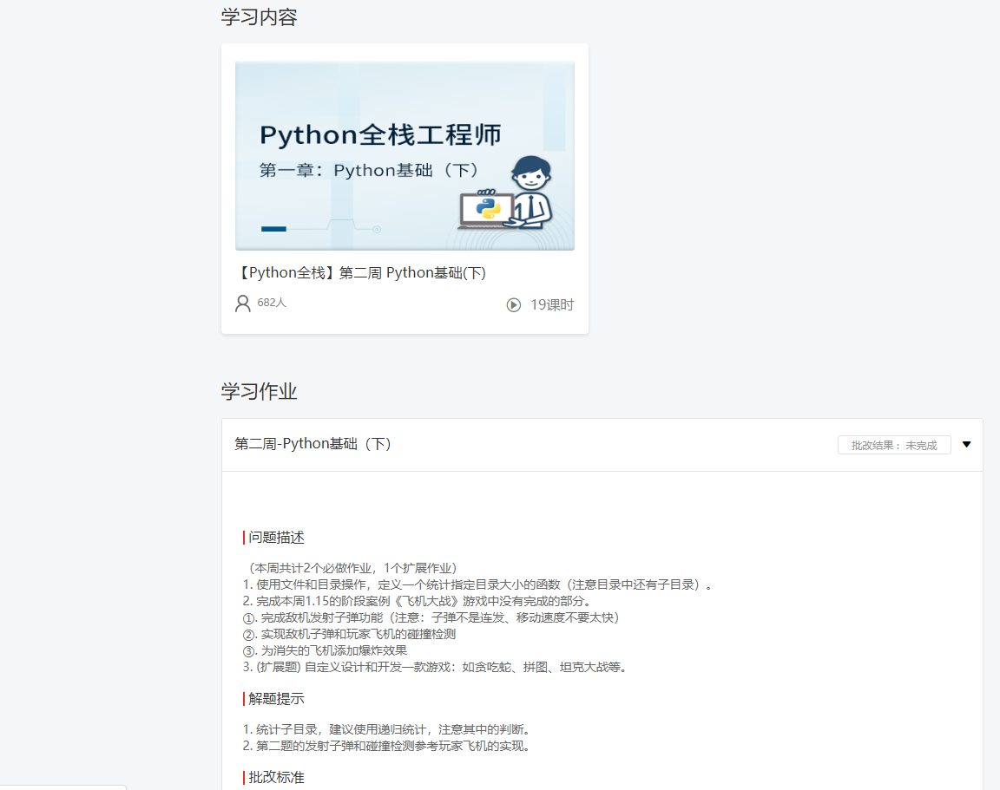 学习内容
Python全栈工程师
第一章：Python基础（下）
【Python全栈】第二周 Python基础(下)
682人
19课时
学习作业
第二周-Python基础（下）
批改结果：未完成
问题描述
（本周共计2个必做作业，1个扩展作业）
1. 使用文件和目录操作，定义一个统计指定目录大小的函数（注意目录中还有子目录）。
2. 完成本周1.15的阶段案例《飞机大战》游戏中没有完成的部分。
①. 完成敌机发射子弹功能（注意：子弹不是连发、移动速度不要太快）
②. 实现敌机子弹和玩家飞机的碰撞检测
③. 为消失的飞机添加爆炸效果
3. (扩展题) 自定义设计和开发一款游戏：如贪吃蛇、拼图、坦克大战等。
解题提示
1. 统计子目录，建议使用递归统计，注意其中的判断。
2. 第二题的发射子弹和碰撞检测参考玩家飞机的实现。
批改标准